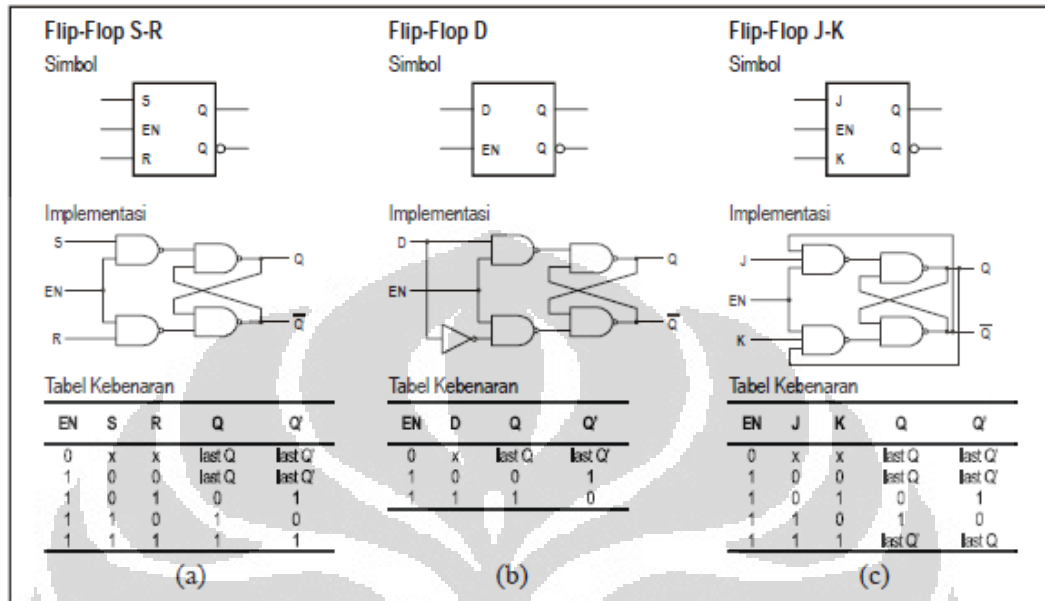 Flip-Flop S-R
Simbol
S Q
EN
R Q
Implementasi
S
Q
EN
R
Q
Tabel Kebenaran
EN S R Q Q'
0 x x last Q last Q'
1 0 0 last Q last Q'
1 0 1 0 1
1 1 0 1 0
1 1 1 1 1
(a)
Flip-Flop D
Simbol
D Q
EN Q
Implementasi
D
Q
EN
Q
Tabel Kebenaran
EN D Q Q'
0 x last Q last Q'
1 0 0 1
1 1 1 0
(b)
Flip-Flop J-K
Simbol
J Q
EN
K Q
Implementasi
J
Q
EN
K
Q
Tabel Kebenaran
EN J K Q Q'
0 x x last Q last Q'
1 0 0 last Q last Q'
1 0 1 0 1
1 1 0 1 0
1 1 1 last Q' last Q
(c)